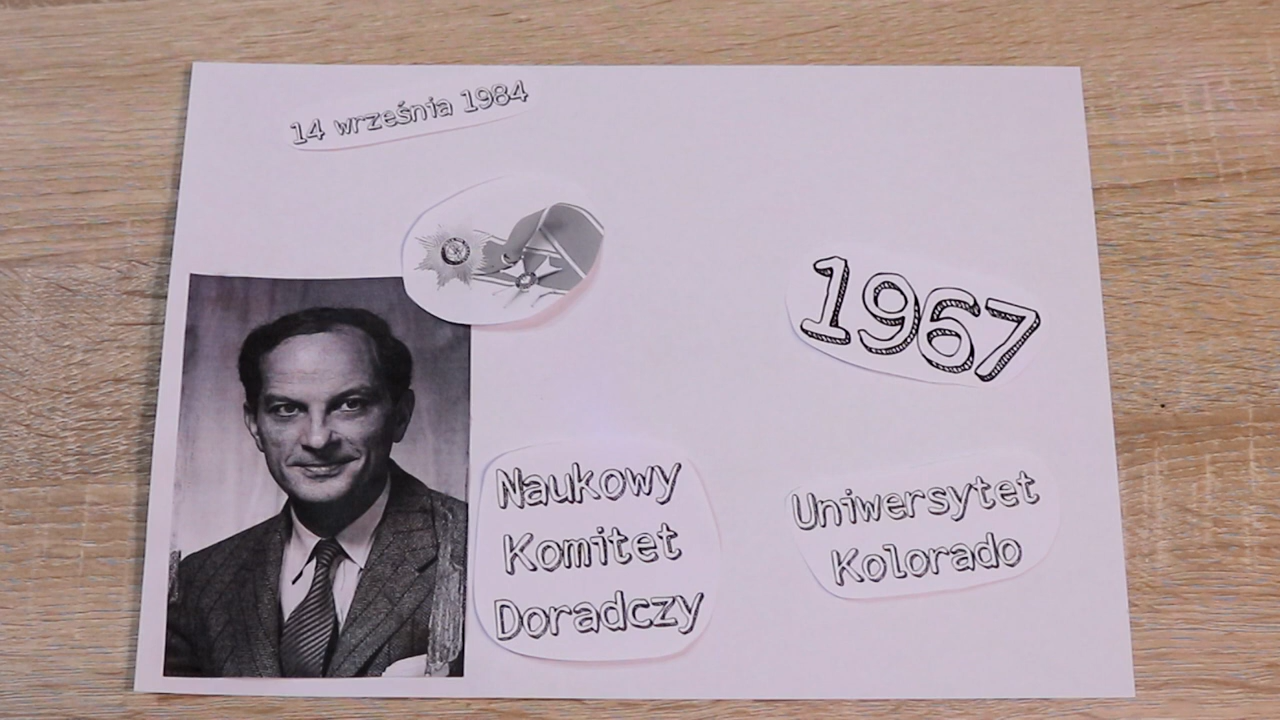 14 września 1984
1967
Naukowy
Komitet
Doradczy
Uniwersytet
Kolorado